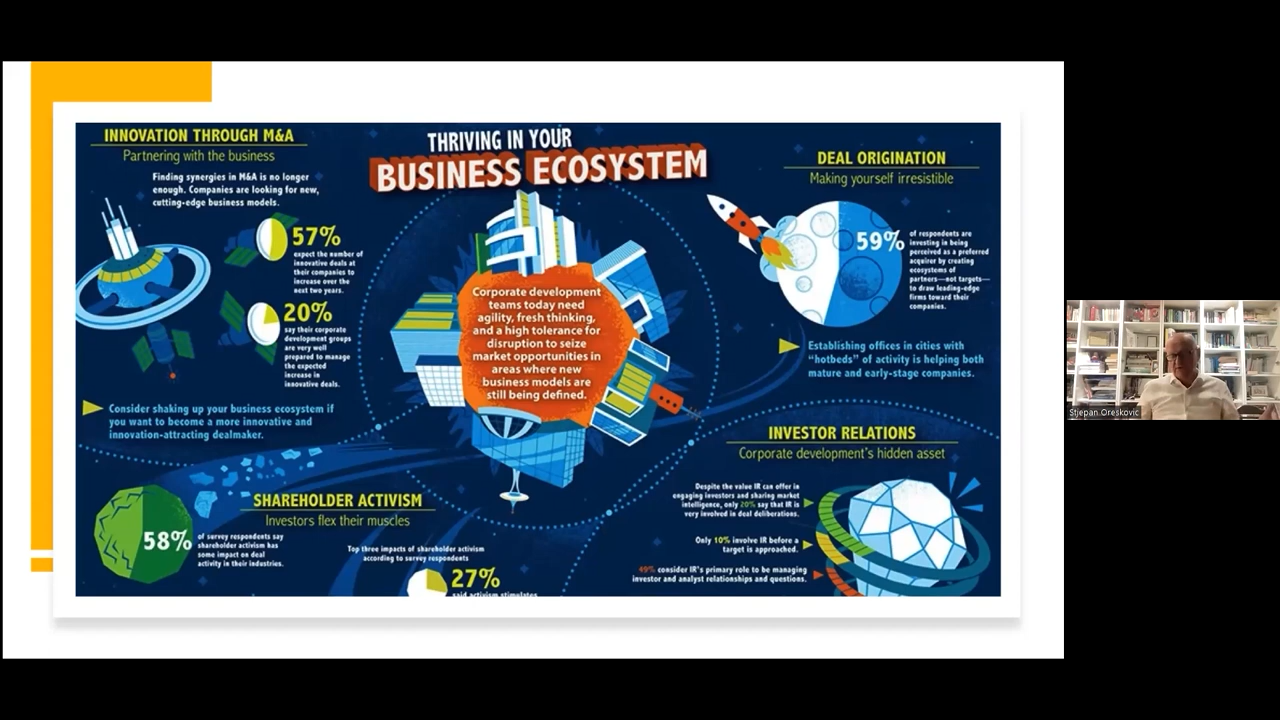 INNOVATION THROUGH M&A
Partnering with the business
Finding synergies in M&A is no longer
enough. Companies are looking for new,
cutting-edge business models.
57%
expect the number of
innovative deals at
their companies to
increase over the
next two years.
20%
say their corporate
development groups
are very well
prepared to manage
the expected
increase in
innovative deals.
Consider shaking up your business ecosystem if
you want to become a more innovative and
innovation-attracting dealmaker.
THRIVING IN YOUR
BUSINESS ECOSYSTEM
Corporate development
teams today need
agility, fresh thinking,
and a high tolerance for
disruption to seize
market opportunities in
areas where new
business models are
still being defined.
DEAL ORIGINATION
Making yourself irresistible
59%
of respondents are
investing in being
perceived as a preferred
acquirer by creating
ecosystems of
partners—not targets—
to draw leading-edge
firms toward their
companies.
Establishing offices in cities with
“hotbeds” of activity is helping both
mature and early-stage companies.
SHAREHOLDER ACTIVISM
Investors flex their muscles
58%
of survey respondents say
shareholder activism has
some impact on deal
activity in their industries.
Top three impacts of shareholder activism
according to survey respondents
27%
said activism stimulates
INVESTOR RELATIONS
Corporate development's hidden asset
Despite the value IR can offer in
engaging investors and sharing market
intelligence, only 20% say that IR is
very involved in deal deliberations.
Only 10% involve IR before a
target is approached.
49% consider IR's primary role to be managing
investor and analyst relationships and questions.
Stjepan Oreskovic